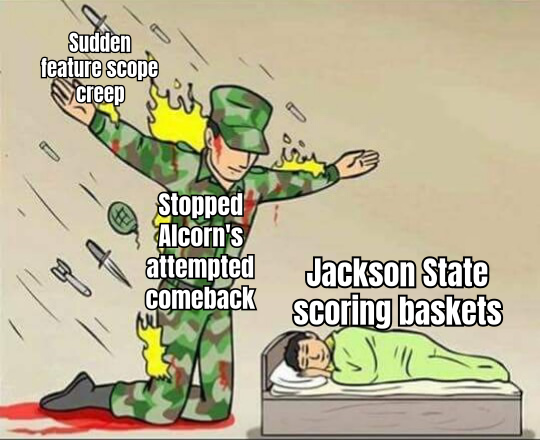 Sudden
feature scope
creep
Stopped
Alcorn's
attempted
comeback
Jackson State
scoring baskets